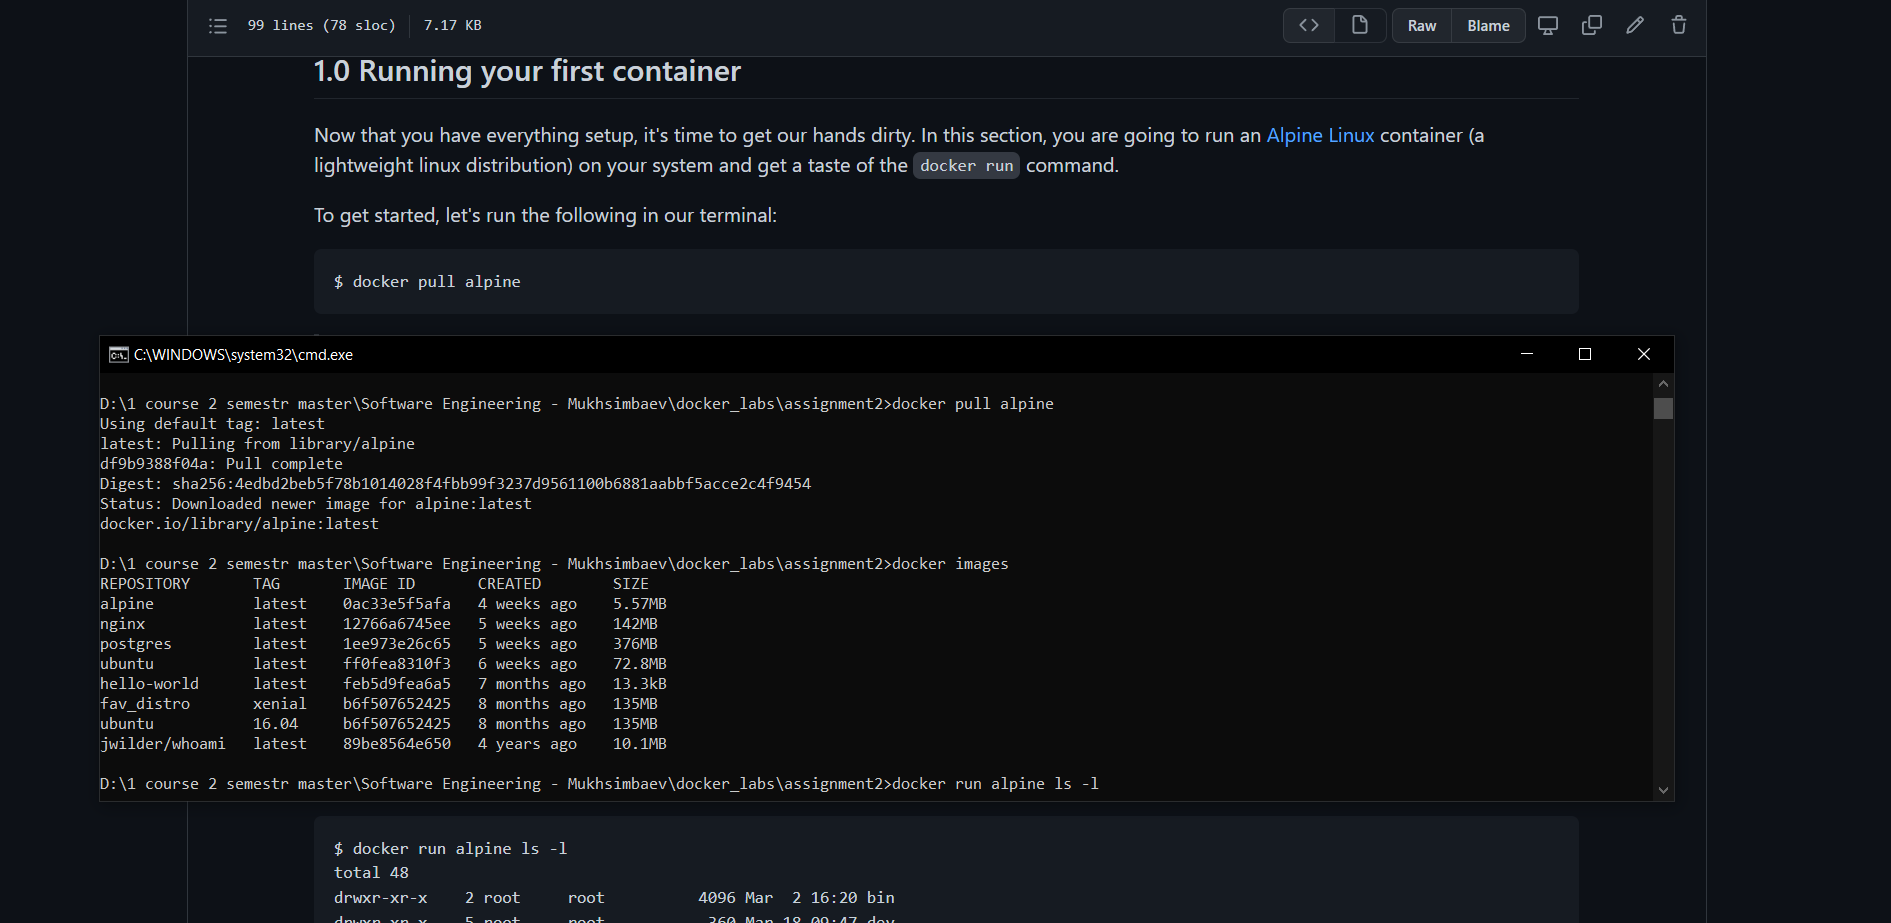 99 lines (78 sloc) 7.17 KB Raw Blame
1.0 Running your first container
Now that you have everything setup, it's time to get our hands dirty. In this section, you are going to run an Alpine Linux container (a
lightweight linux distribution) on your system and get a taste of the docker run command.
To get started, let's run the following in our terminal:
$ docker pull alpine
C:\WINDOWS\system32\cmd.exe
D:\1 course 2 semestr master\Software Engineering - Mukhsimbaev\docker_labs\assignment2>docker pull alpine
Using default tag: latest
latest: Pulling from library/alpine
df9b9388f04a: Pull complete
Digest: sha256:4edbd2beb5f78b1014028f4fbb99f3237d9561100b6881aabbf5acce2c4f9454
Status: Downloaded newer image for alpine:latest
docker.io/library/alpine:latest
D:\1 course 2 semestr master\Software Engineering - Mukhsimbaev\docker_labs\assignment2>docker images
REPOSITORY TAG IMAGE ID CREATED SIZE
alpine latest 0ac33e5f5afa 4 weeks ago 5.57MB
nginx latest 12766a6745ee 5 weeks ago 142MB
postgres latest 1ee973e26c65 5 weeks ago 376MB
ubuntu latest ff0fea8310f3 6 weeks ago 72.8MB
hello-world latest feb5d9fea6a5 7 months ago 13.3kB
fav_distro xenial b6f507652425 8 months ago 135MB
ubuntu 16.04 b6f507652425 8 months ago 135MB
jwilder/whoami latest 89be8564e650 4 years ago 10.1MB
D:\1 course 2 semestr master\Software Engineering - Mukhsimbaev\docker_labs\assignment2>docker run alpine ls -l
$ docker run alpine ls -l
total 48
drwxr-xr-x 2 root root 4096 Mar 2 16:20 bin
drwxr-xr-x 5 root root 360 Mar 18 09:47 dev